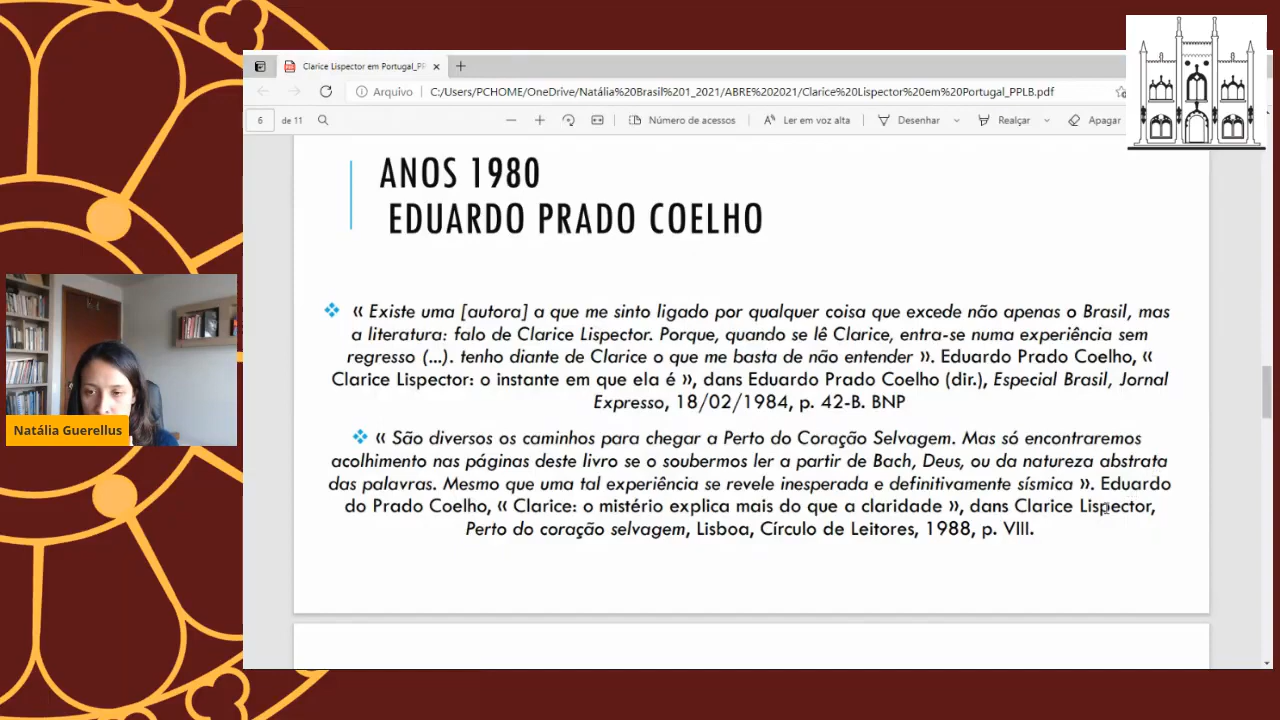 Clarice Lispector em Portugal_PP
Arquivo
C:/Users/PCHOME/OneDrive/Natália%20Brasil%201_2021/ABRE%202021/Clarice%20Lispector%20em%20Portugal_PPLB.pdf
6 de 11
Número de acessos
Ler em voz alta
Desenhar
Realçar
Apagar
ANOS 1980
EDUARDO PRADO COELHO
« Existe uma [autora] a que me sinto ligado por qualquer coisa que excede não apenas o Brasil, mas
a literatura: falo de Clarice Lispector. Porque, quando se lê Clarice, entra-se numa experiência sem
regresso (...). tenho diante de Clarice o que me basta de não entender ». Eduardo Prado Coelho, «
Clarice Lispector: o instante em que ela é », dans Eduardo Prado Coelho (dir.), Especial Brasil, Jornal
Expresso, 18/02/1984, p. 42-B. BNP
« São diversos os caminhos para chegar a Perto do Coração Selvagem. Mas só encontraremos
acolhimento nas páginas deste livro se o soubermos ler a partir de Bach, Deus, ou da natureza abstrata
das palavras. Mesmo que uma tal experiência se revele inesperada e definitivamente sísmica ». Eduardo
do Prado Coelho, « Clarice: o mistério explica mais do que a claridade », dans Clarice Lispector,
Perto do coração selvagem, Lisboa, Círculo de Leitores, 1988, p. VIII.
Natália Guerellus